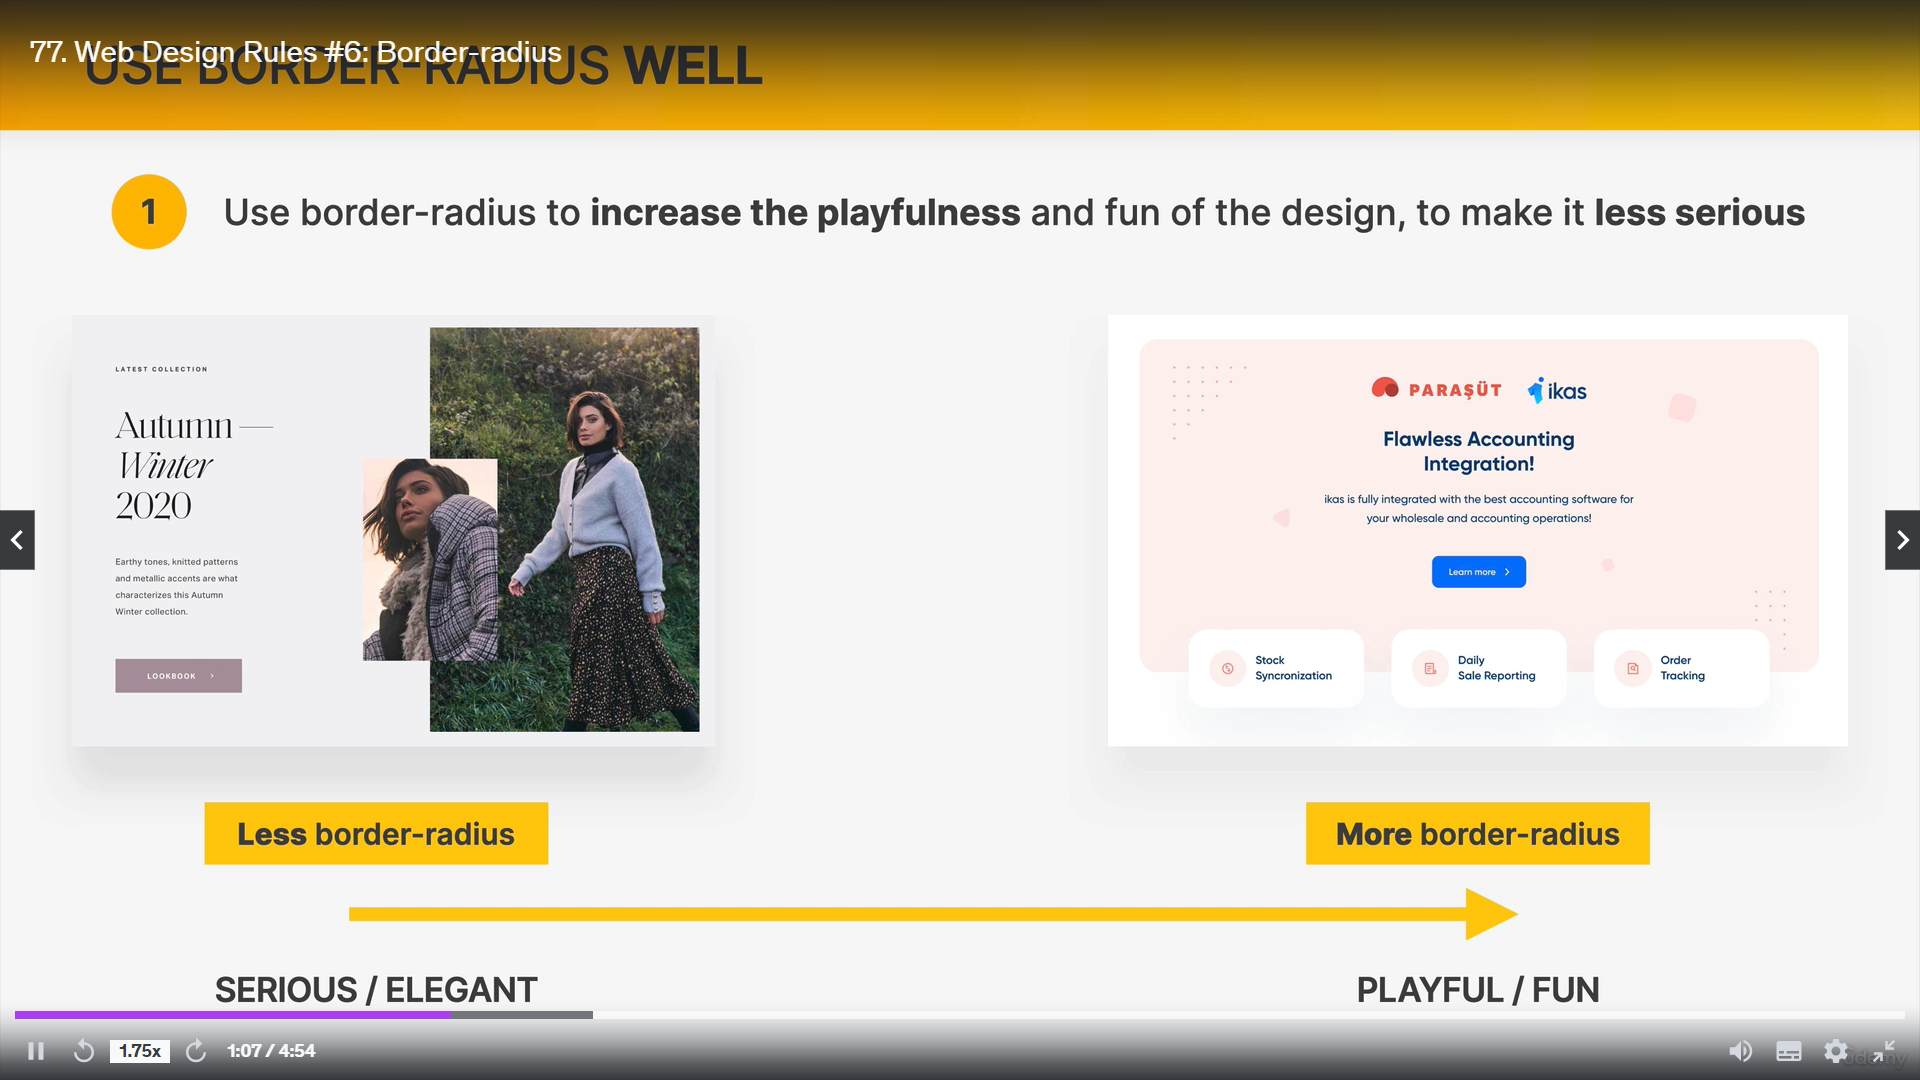 77. Web Design Rules #6: Border-radius
USE BORDER-RADIUS WELL
1
Use border-radius to increase the playfulness and fun of the design, to make it less serious
LATEST COLLECTION
Autumn —
Winter
2020
Earthy tones, knitted patterns
and metallic accents are what
characterizes this Autumn
Winter collection.
LOOKBOOK >
PARAŞÜT ikas
Flawless Accounting
Integration!
ikas is fully integrated with the best accounting software for
your wholesale and accounting operations!
Learn more >
Stock
Syncronization
Daily
Sale Reporting
Order
Tracking
Less border-radius
More border-radius
SERIOUS / ELEGANT
PLAYFUL / FUN
1.75x
1:07 / 4:54
Udemy